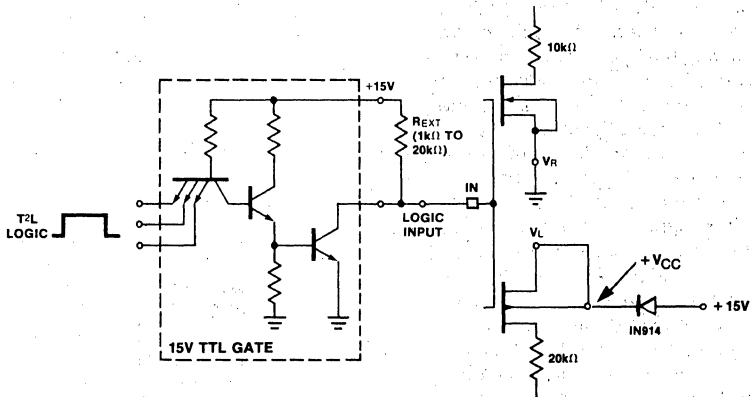 10kΩ
+15V
REXT
(1kΩ TO
20kΩ)
VR
IN
T²L
LOGIC
LOGIC
INPUT
VL
+ VCC
+ 15V
IN914
15V TTL GATE
20kΩ